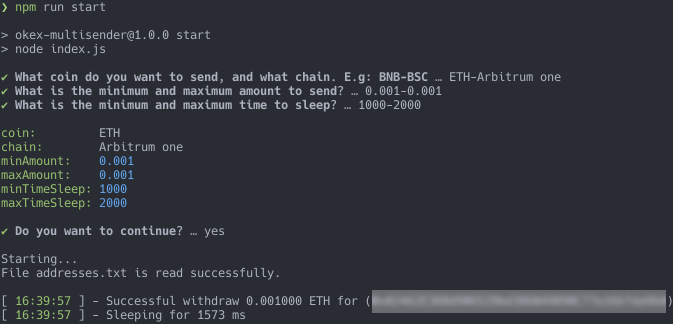 ❯ npm run start
> okex-multisender@1.0.0 start
> node index.js
✔ What coin do you want to send, and what chain. E.g: BNB-BSC … ETH-Arbitrum one
✔ What is the minimum and maximum amount to send? … 0.001-0.001
✔ What is the minimum and maximum time to sleep? … 1000-2000
coin: ETH
chain: Arbitrum one
minAmount: 0.001
maxAmount: 0.001
minTimeSleep: 1000
maxTimeSleep: 2000
✔ Do you want to continue? … yes
Starting...
File addresses.txt is read successfully.
[ 16:39:57 ] - Successful withdraw 0.001000 ETH for ()
[ 16:39:57 ] - Sleeping for 1573 ms